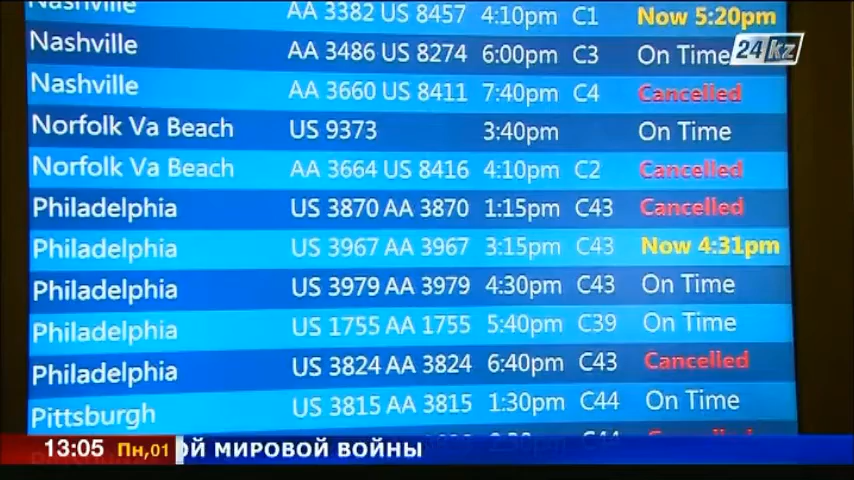 Nashville AA 3382 US 8457 4:10pm C1 Now 5:20pm
Nashville AA 3486 US 8274 6:00pm C3 On Time
24 kz
Nashville AA 3660 US 8411 7:40pm C4 Cancelled
Norfolk Va Beach US 9373 3:40pm On Time
Norfolk Va Beach AA 3664 US 8416 4:10pm C2 Cancelled
Philadelphia US 3870 AA 3870 1:15pm C43 Cancelled
Philadelphia US 3967 AA 3967 3:15pm C43 Now 4:31pm
Philadelphia US 3979 AA 3979 4:30pm C43 On Time
Philadelphia US 1755 AA 1755 5:40pm C39 On Time
Philadelphia US 3824 AA 3824 6:40pm C43 Cancelled
Pittsburgh US 3815 AA 3815 1:30pm C44 On Time
13:05 Пн,01 ОЙ МИРОВОЙ ВОЙНЫ